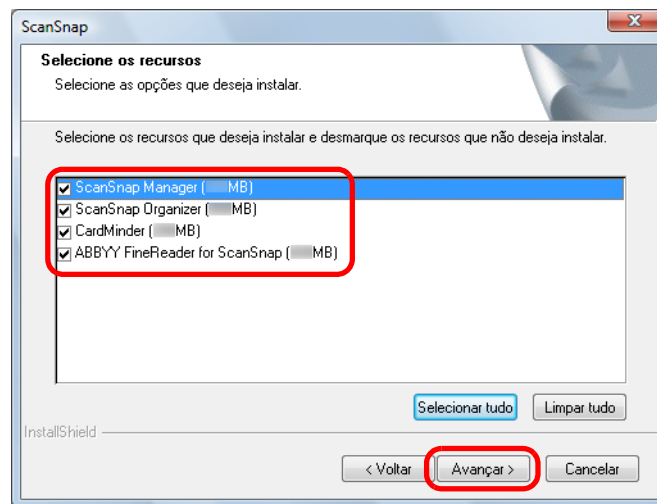 ScanSnap
Selecione os recursos
Selecione as opções que deseja instalar.
Selecione os recursos que deseja instalar e desmarque os recursos que não deseja instalar.
ScanSnap Manager ( MB)
ScanSnap Organizer ( MB)
CardMinder ( MB)
ABBYY FineReader for ScanSnap ( MB)
Selecionar tudo Limpar tudo
InstallShield
< Voltar Avançar > Cancelar